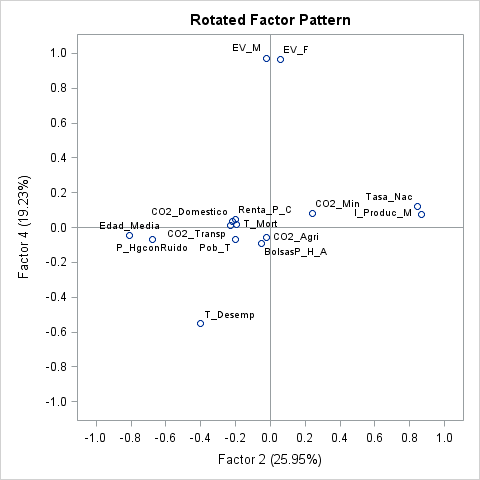 Rotated Factor Pattern
EV_M
EV_F
1.0
0.8
0.6
0.4
0.2
0.0
-0.2
-0.4
-0.6
-0.8
-1.0
Factor 4 (19.23%)
Tasa_Nac
CO2_Min
I_Produc_M
CO2_Domestico
Renta_P_C
T_Mort
Edad_Media
CO2_Transp
CO2_Agri
P_HgconRuido
Pob_T
BolsasP_H_A
T_Desemp
-1.0 -0.8 -0.6 -0.4 -0.2 0.0 0.2 0.4 0.6 0.8 1.0
Factor 2 (25.95%)